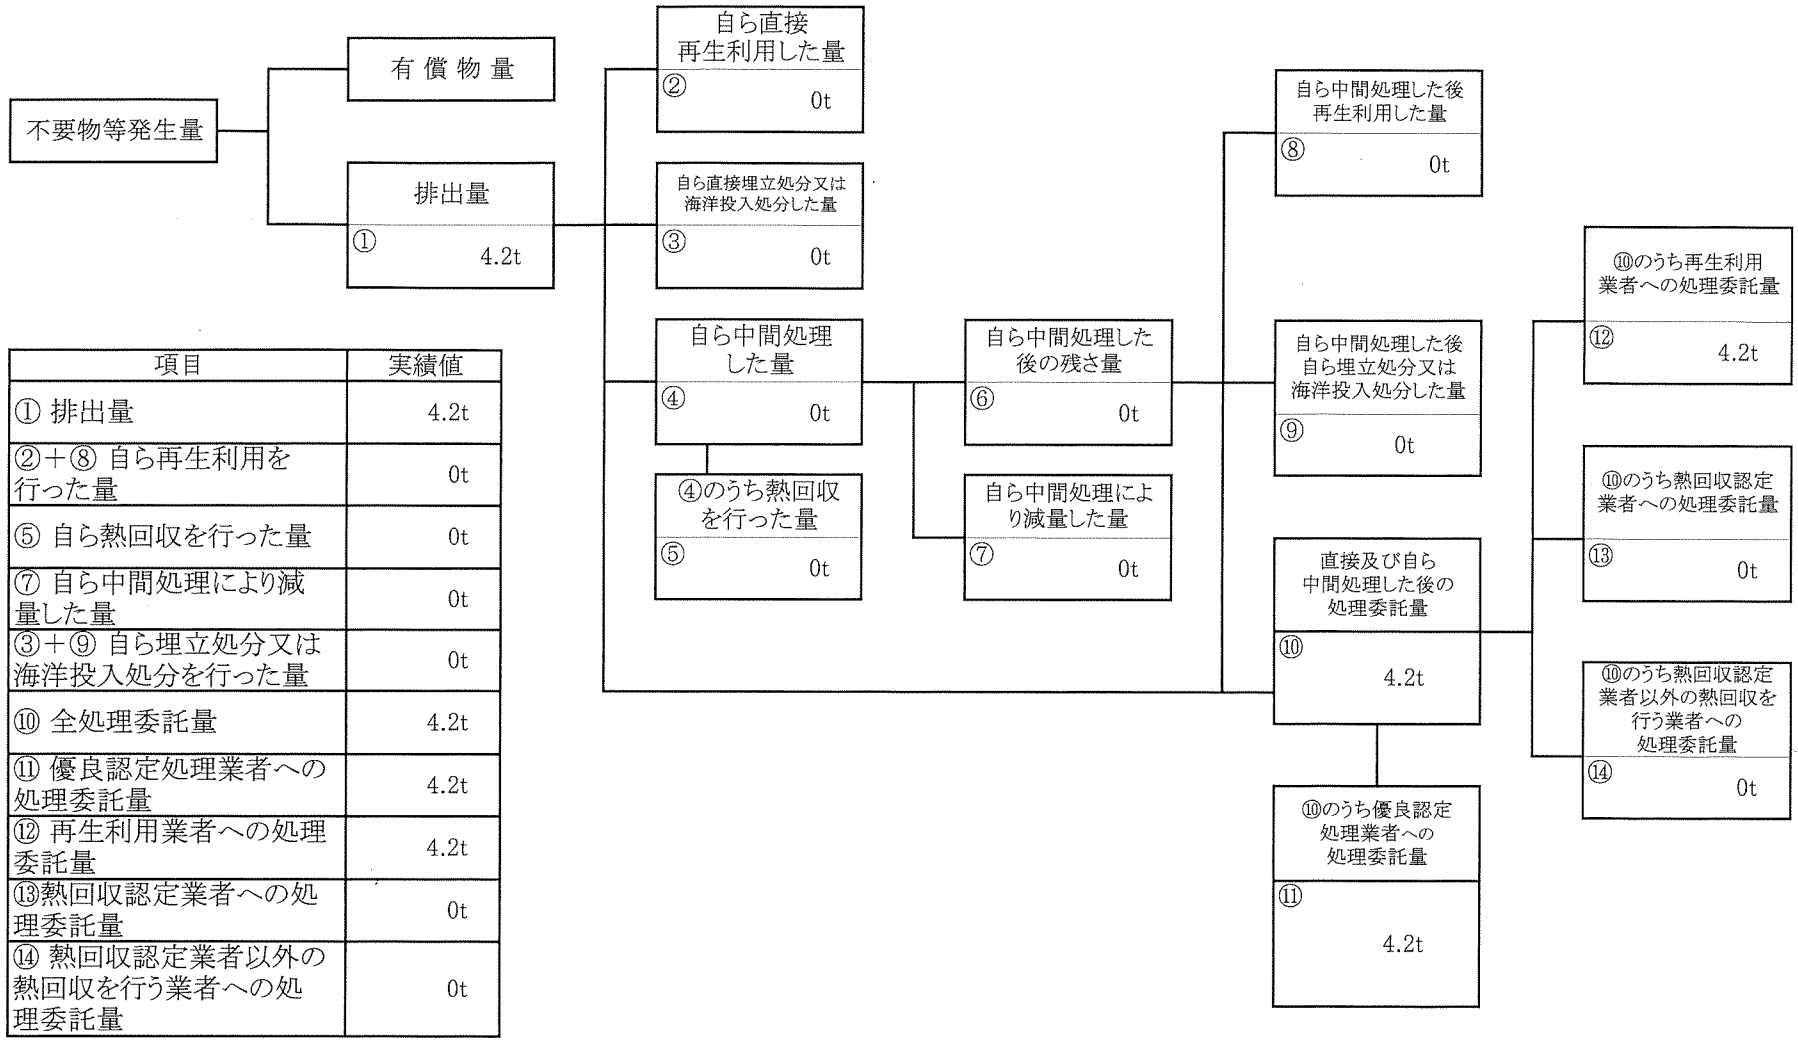 不要物等発生量
有償物量
排出量
①
4.2t
自ら直接
再生利用した量
②
0t
自ら直接埋立処分又は
海洋投入処分した量
③
0t
自ら中間処理
した量
④
0t
④のうち熱回収
を行った量
⑤
0t
自ら中間処理した
後の残さ量
⑥
0t
自ら中間処理によ
り減量した量
⑦
0t
自ら中間処理した後
再生利用した量
⑧
0t
自ら中間処理した後
自ら埋立処分又は
海洋投入処分した量
⑨
0t
直接及び自ら
中間処理した後の
処理委託量
⑩
4.2t
⑩のうち優良認定
処理業者への
処理委託量
⑪
4.2t
⑩のうち再生利用
業者への処理委託量
⑫
4.2t
⑩のうち熱回収認定
業者への処理委託量
⑬
0t
⑩のうち熱回収認定
業者以外の熱回収を
行う業者への
処理委託量
⑭
0t
項目 実績値
① 排出量 4.2t
②＋⑧ 自ら再生利用を
行った量 0t
⑤ 自ら熱回収を行った量 0t
⑦ 自ら中間処理により減
量した量 0t
③＋⑨ 自ら埋立処分又は
海洋投入処分を行った量 0t
⑩ 全処理委託量 4.2t
⑪ 優良認定処理業者への
処理委託量 4.2t
⑫ 再生利用業者への処理
委託量 4.2t
⑬熱回収認定業者への処
理委託量 0t
⑭ 熱回収認定業者以外の
熱回収を行う業者への処
理委託量 0t